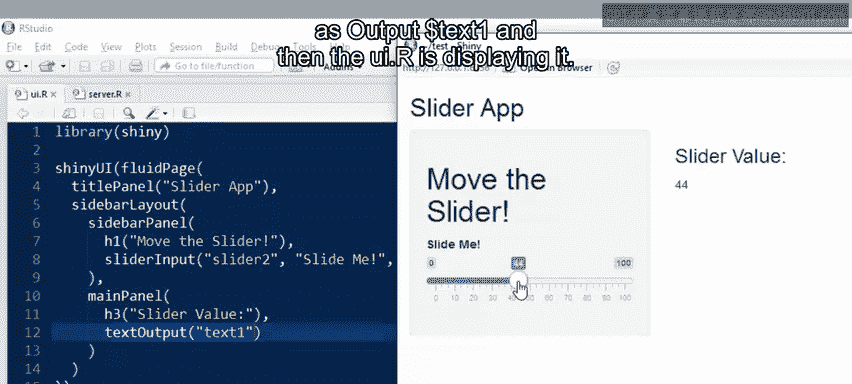 as Output $text1 and
then the ui.R is displaying it.
RStudio
File Edit Code View Plots Session Build
Go to file/function
Addins
Open in Browser
ui.R
server.R
1 library(shiny)
2
3 shinyUI(fluidPage(
4 titlePanel("Slider App"),
5 sidebarLayout(
6 sidebarPanel(
7 h1("Move the Slider!"),
8 sliderInput("slider2", "Slide Me!",
9 ),
10 mainPanel(
11 h3("Slider Value:"),
12 textOutput("text1")
13 )
14 )
15 ))
Slider App
Move the
Slider!
Slide Me!
0 44 100
0 10 20 30 40 50 60 70 80 90 100
Slider Value:
44